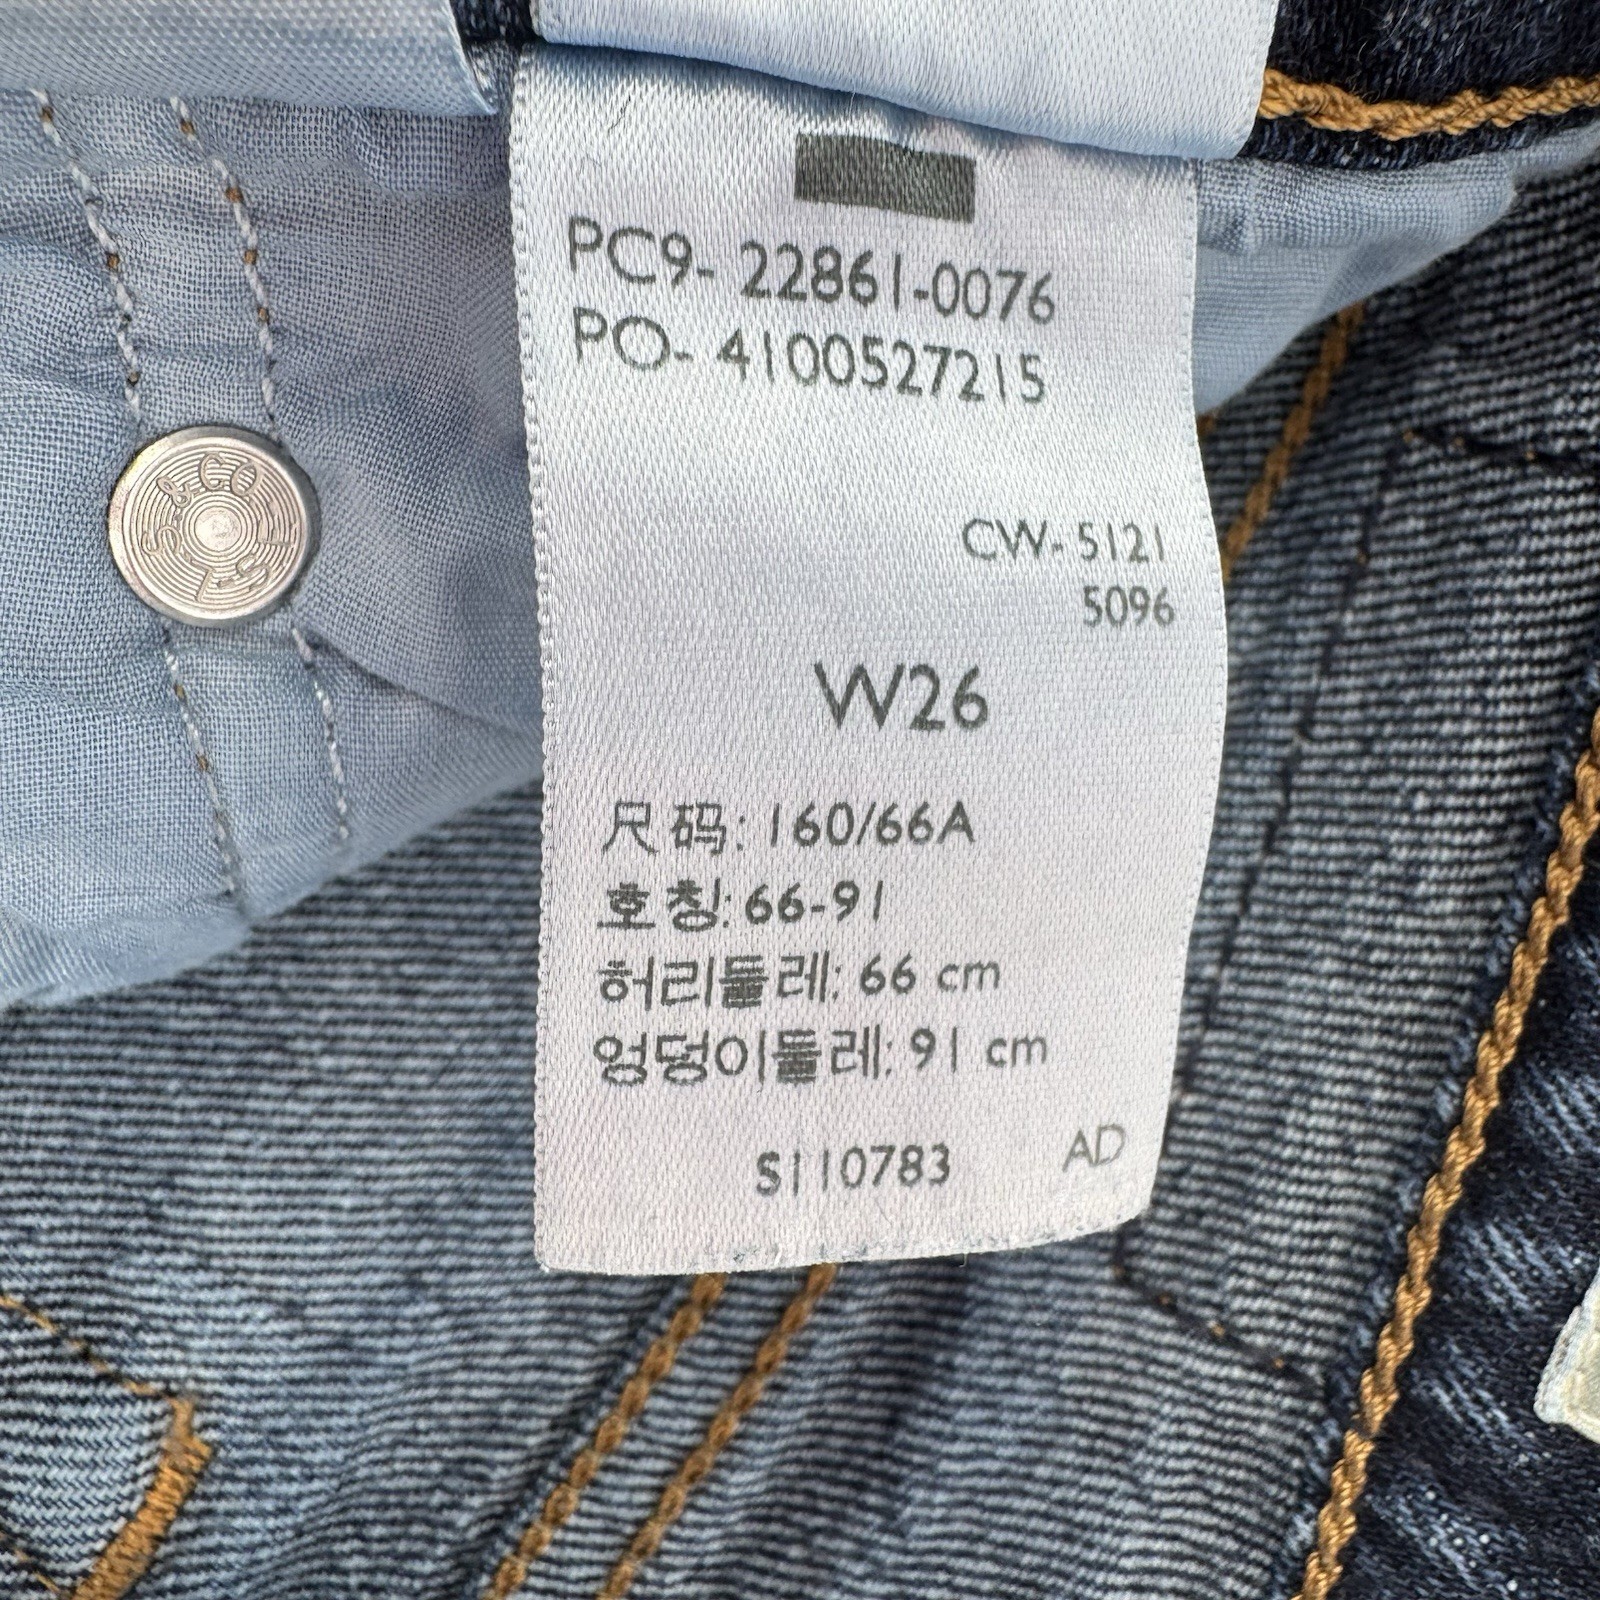 PC9- 22861-0076
PO- 4100527215
CW- 5121
5096
W26
尺码: 160/66A
호칭: 66-91
허리둘레: 66 cm
엉덩이둘레: 91 cm
S110783 AD
L.S.&CO